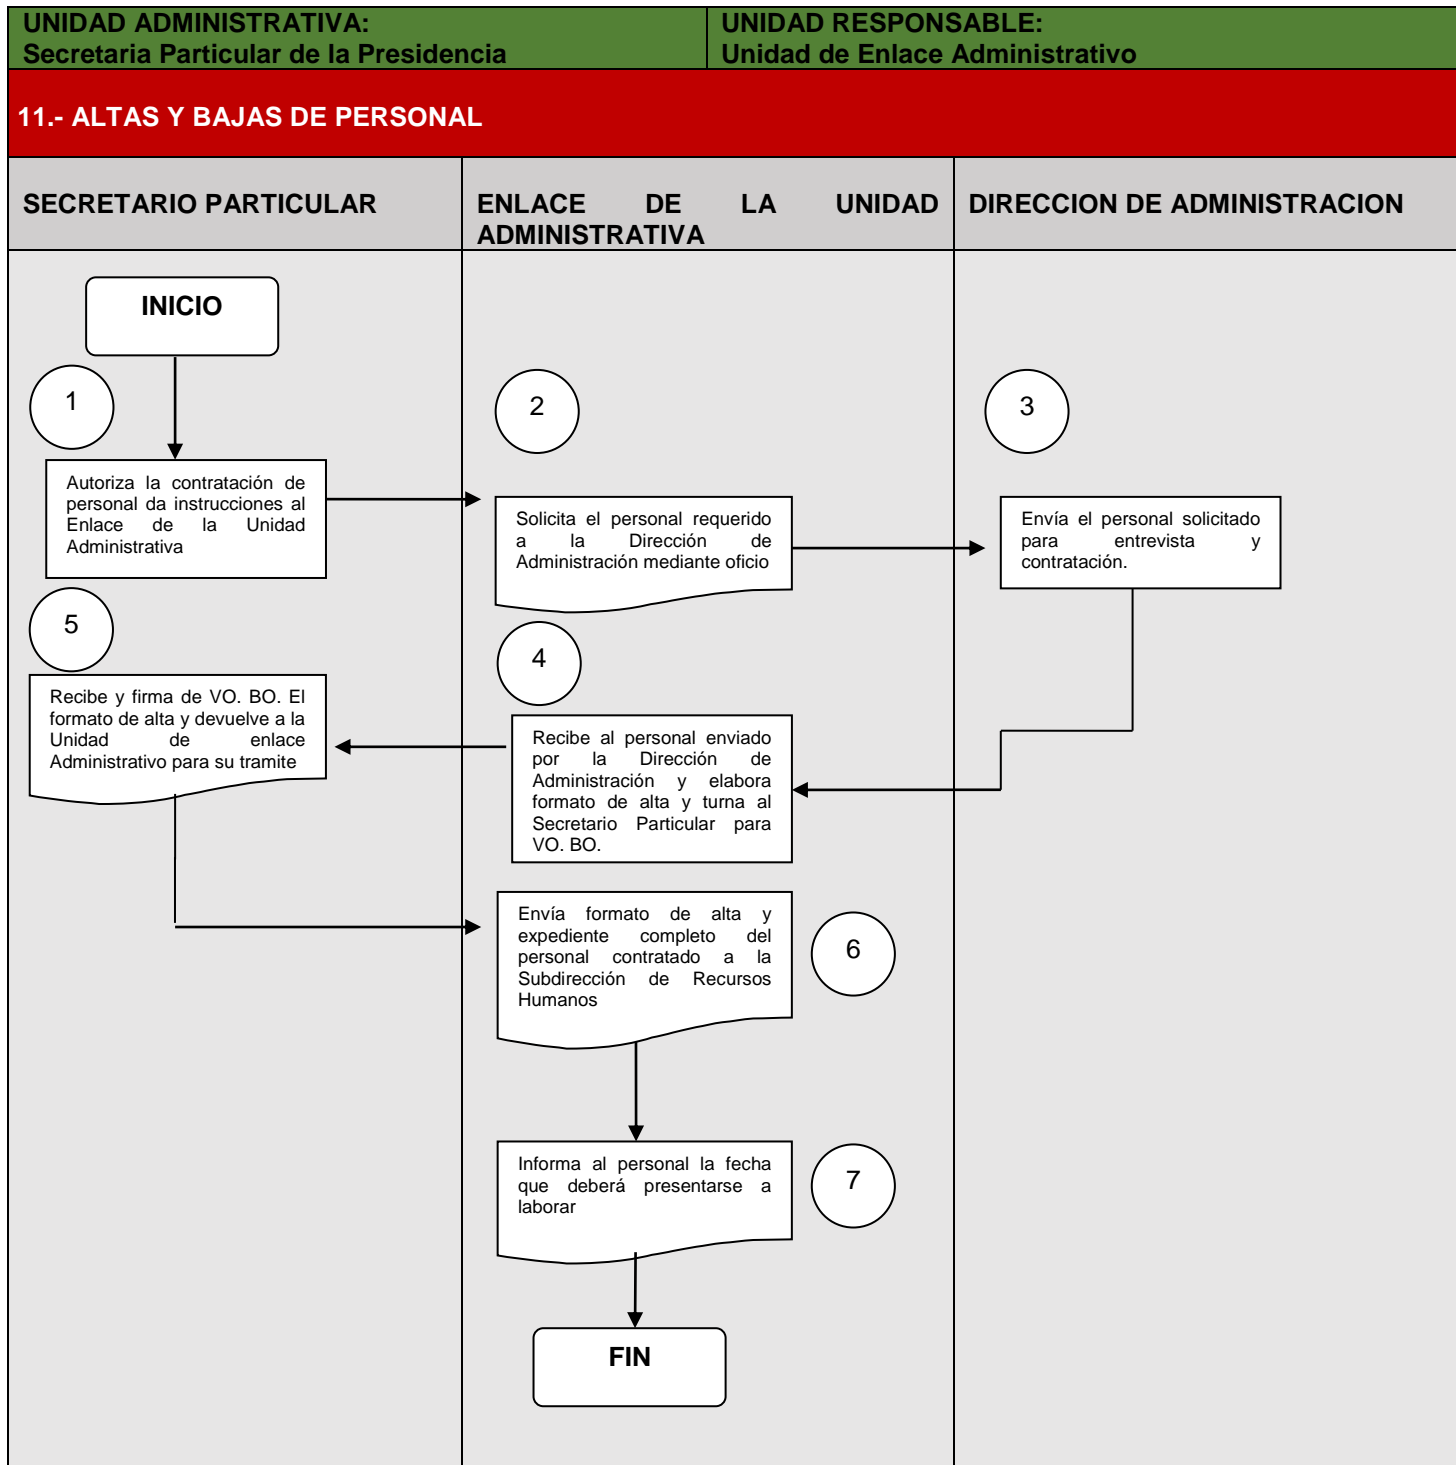 UNIDAD ADMINISTRATIVA:
Secretaria Particular de la Presidencia
UNIDAD RESPONSABLE:
Unidad de Enlace Administrativo
11.- ALTAS Y BAJAS DE PERSONAL
SECRETARIO PARTICULAR
ENLACE DE LA UNIDAD
ADMINISTRATIVA
DIRECCION DE ADMINISTRACION
INICIO
1
Autoriza la contratación de
personal da instrucciones al
Enlace de la Unidad
Administrativa
2
Solicita el personal requerido
a la Dirección de
Administración mediante oficio
3
Envía el personal solicitado
para entrevista y
contratación.
4
Recibe al personal enviado
por la Dirección de
Administración y elabora
formato de alta y turna al
Secretario Particular para
VO. BO.
5
Recibe y firma de VO. BO. El
formato de alta y devuelve a la
Unidad de enlace
Administrativo para su tramite
6
Envía formato de alta y
expediente completo del
personal contratado a la
Subdirección de Recursos
Humanos
7
Informa al personal la fecha
que deberá presentarse a
laborar
FIN